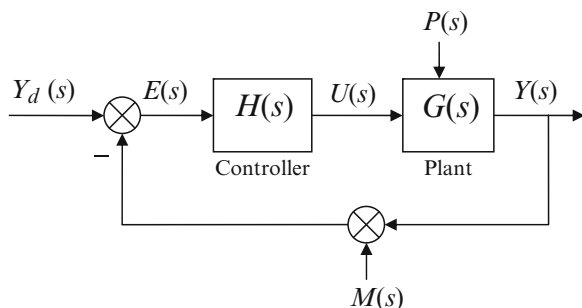 P(s)
Y_d (s)
E(s)
H(s)
U(s)
G(s)
Y(s)
−
Controller
Plant
M(s)